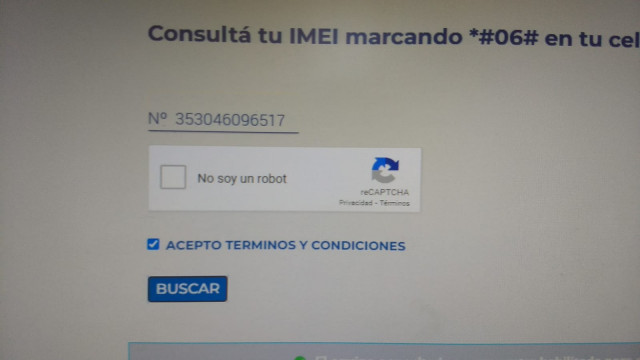 Consultá tu IMEI marcando *#06# en tu cel
Nº 353046096517
No soy un robot
reCAPTCHA
Privacidad - Términos
ACEPTO TERMINOS Y CONDICIONES
BUSCAR